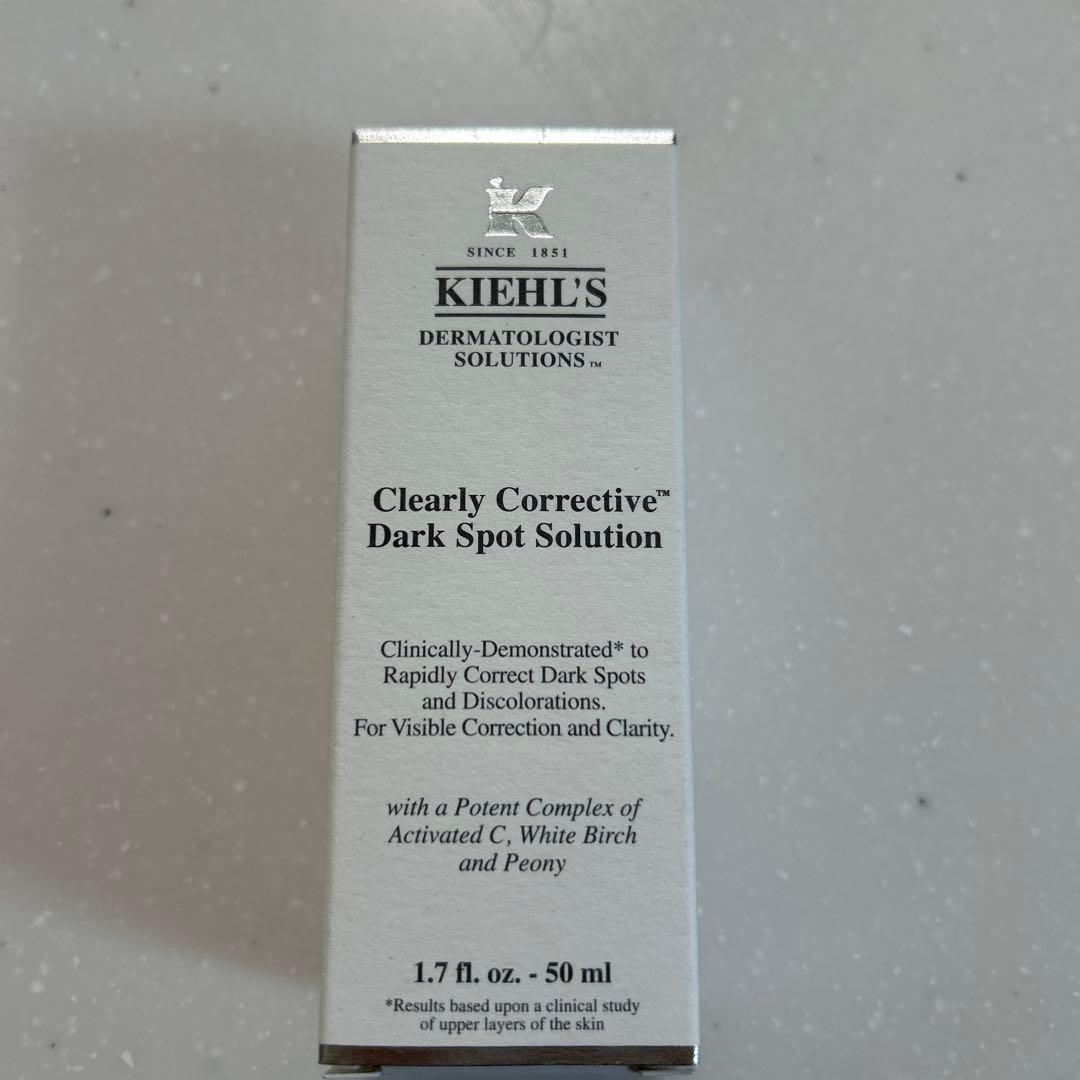 K
SINCE 1851
KIEHL'S
DERMATOLOGIST
SOLUTIONS™
Clearly Corrective™
Dark Spot Solution
Clinically-Demonstrated* to
Rapidly Correct Dark Spots
and Discolorations.
For Visible Correction and Clarity.
with a Potent Complex of
Activated C, White Birch
and Peony
1.7 fl. oz. - 50 ml
*Results based upon a clinical study
of upper layers of the skin